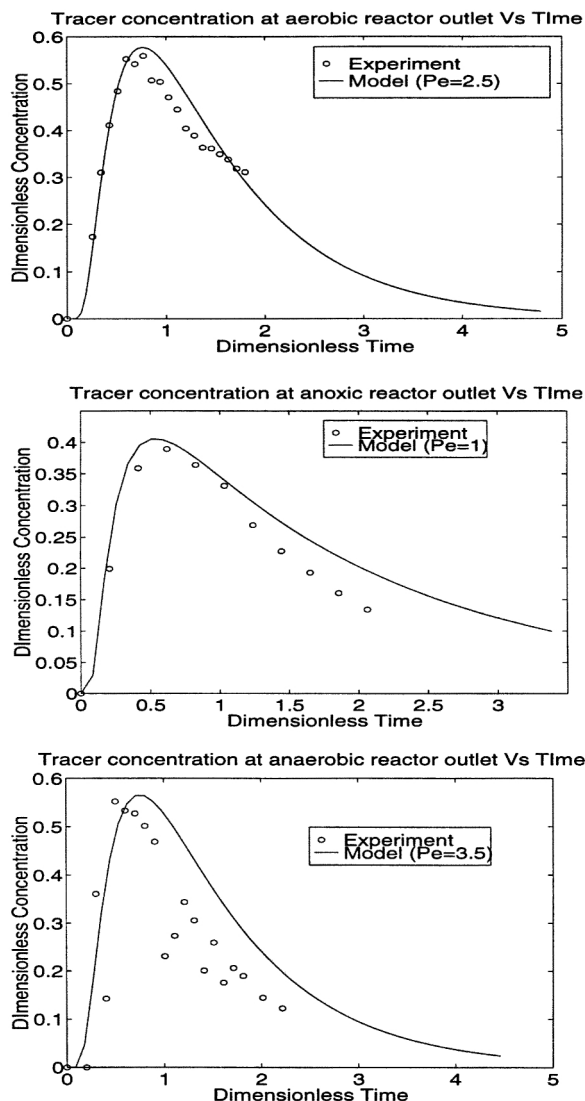 Tracer concentration at aerobic reactor outlet Vs TIme
0.6
0.5
0.4
0.3
0.2
0.1
0
DImensionless Concentration
Experiment
Model (Pe=2.5)
0 1 2 3 4 5
Dimensionless Time
Tracer concentration at anoxic reactor outlet Vs TIme
0.4
0.35
0.3
0.25
0.2
0.15
0.1
0.05
0
DImensionless Concentration
Experiment
Model (Pe=1)
0 0.5 1 1.5 2 2.5 3
Dimensionless Time
Tracer concentration at anaerobic reactor outlet Vs TIme
0.6
0.5
0.4
0.3
0.2
0.1
0
DImensionless Concentration
Experiment
Model (Pe=3.5)
0 1 2 3 4 5
Dimensionless Time